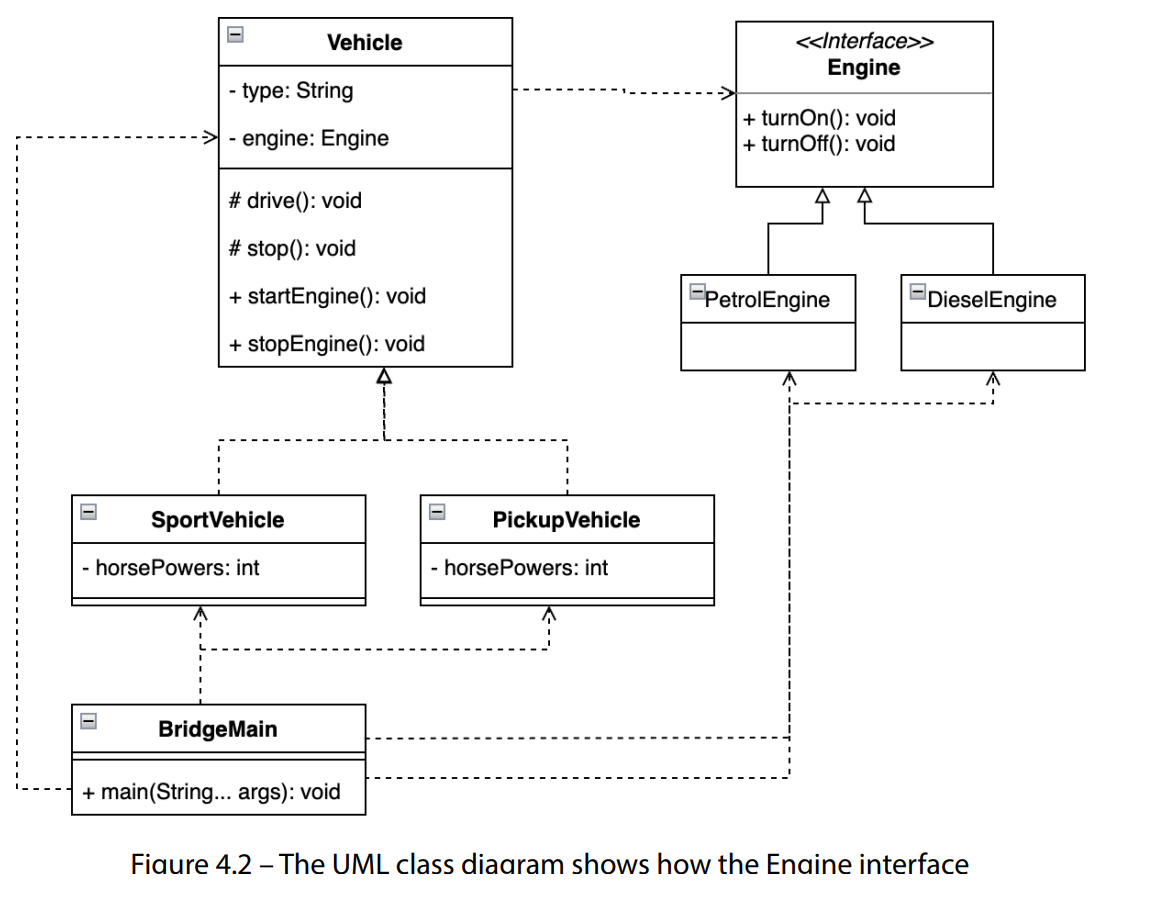 Vehicle
- type: String
- engine: Engine
# drive(): void
# stop(): void
+ startEngine(): void
+ stopEngine(): void
<<Interface>>
Engine
+ turnOn(): void
+ turnOff(): void
PetrolEngine
DieselEngine
SportVehicle
- horsePowers: int
PickupVehicle
- horsePowers: int
BridgeMain
+ main(String... args): void
Figure 4.2 – The UML class diagram shows how the Engine interface